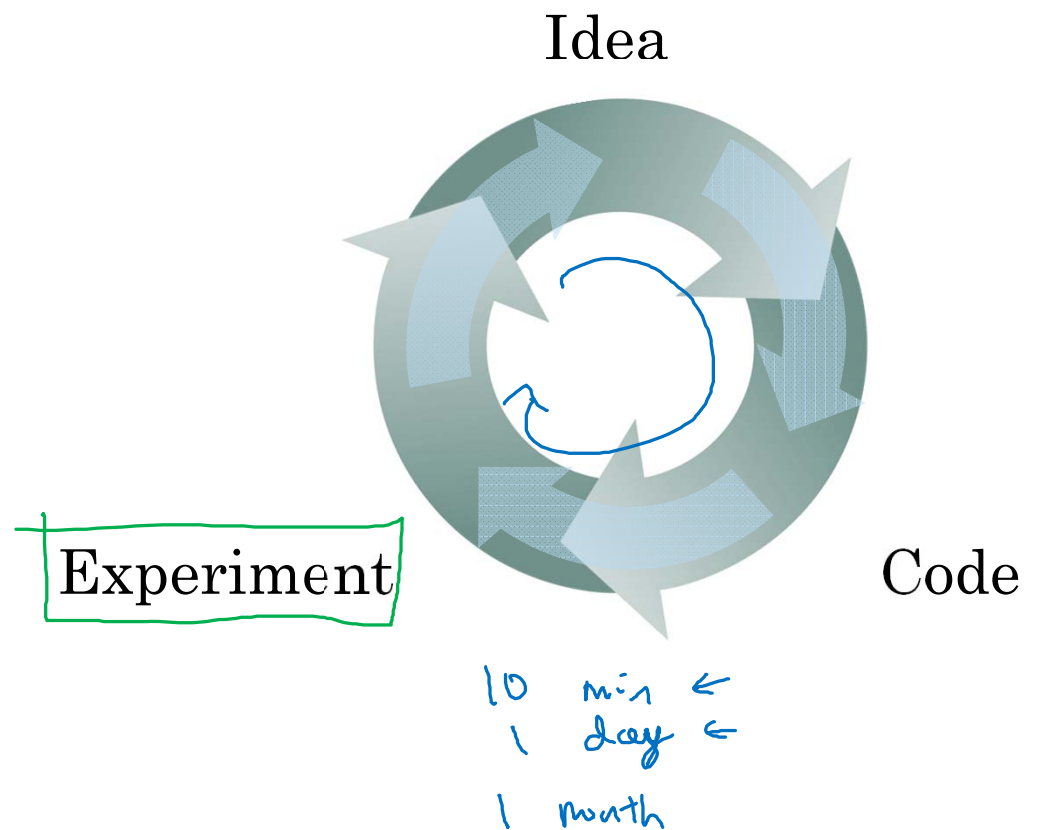 Idea
Experiment
Code
10 min ←
1 day ←
1 month